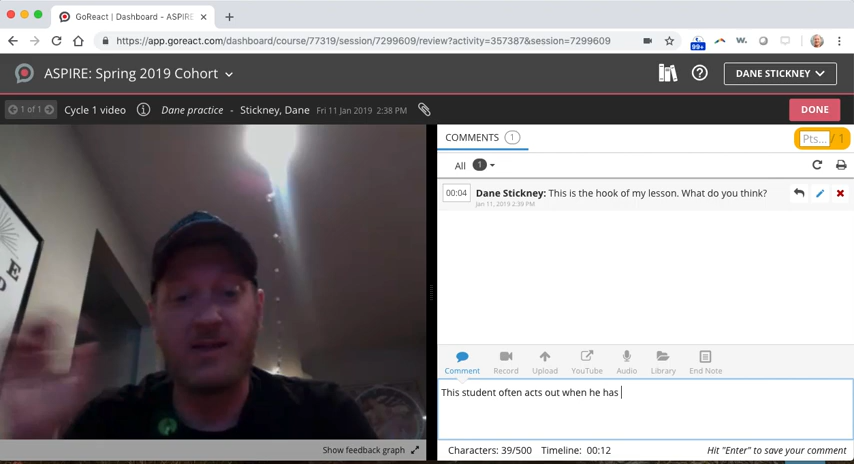 GoReact | Dashboard - ASPIRE
https://app.goreact.com/dashboard/course/77319/session/7299609/review?activity=357387&session=7299609
99+
W.
ASPIRE: Spring 2019 Cohort
DANE STICKNEY
1 of 1 Cycle 1 video Dane practice - Stickney, Dane Fri 11 Jan 2019 2:38 PM
DONE
COMMENTS 1
Pts... / 1
All 1
00:04 Dane Stickney: This is the hook of my lesson. What do you think?
Jan 11, 2019 2:39 PM
Comment Record Upload YouTube Audio Library End Note
This student often acts out when he has
Show feedback graph
Characters: 39/500 Timeline: 00:12 Hit "Enter" to save your comment